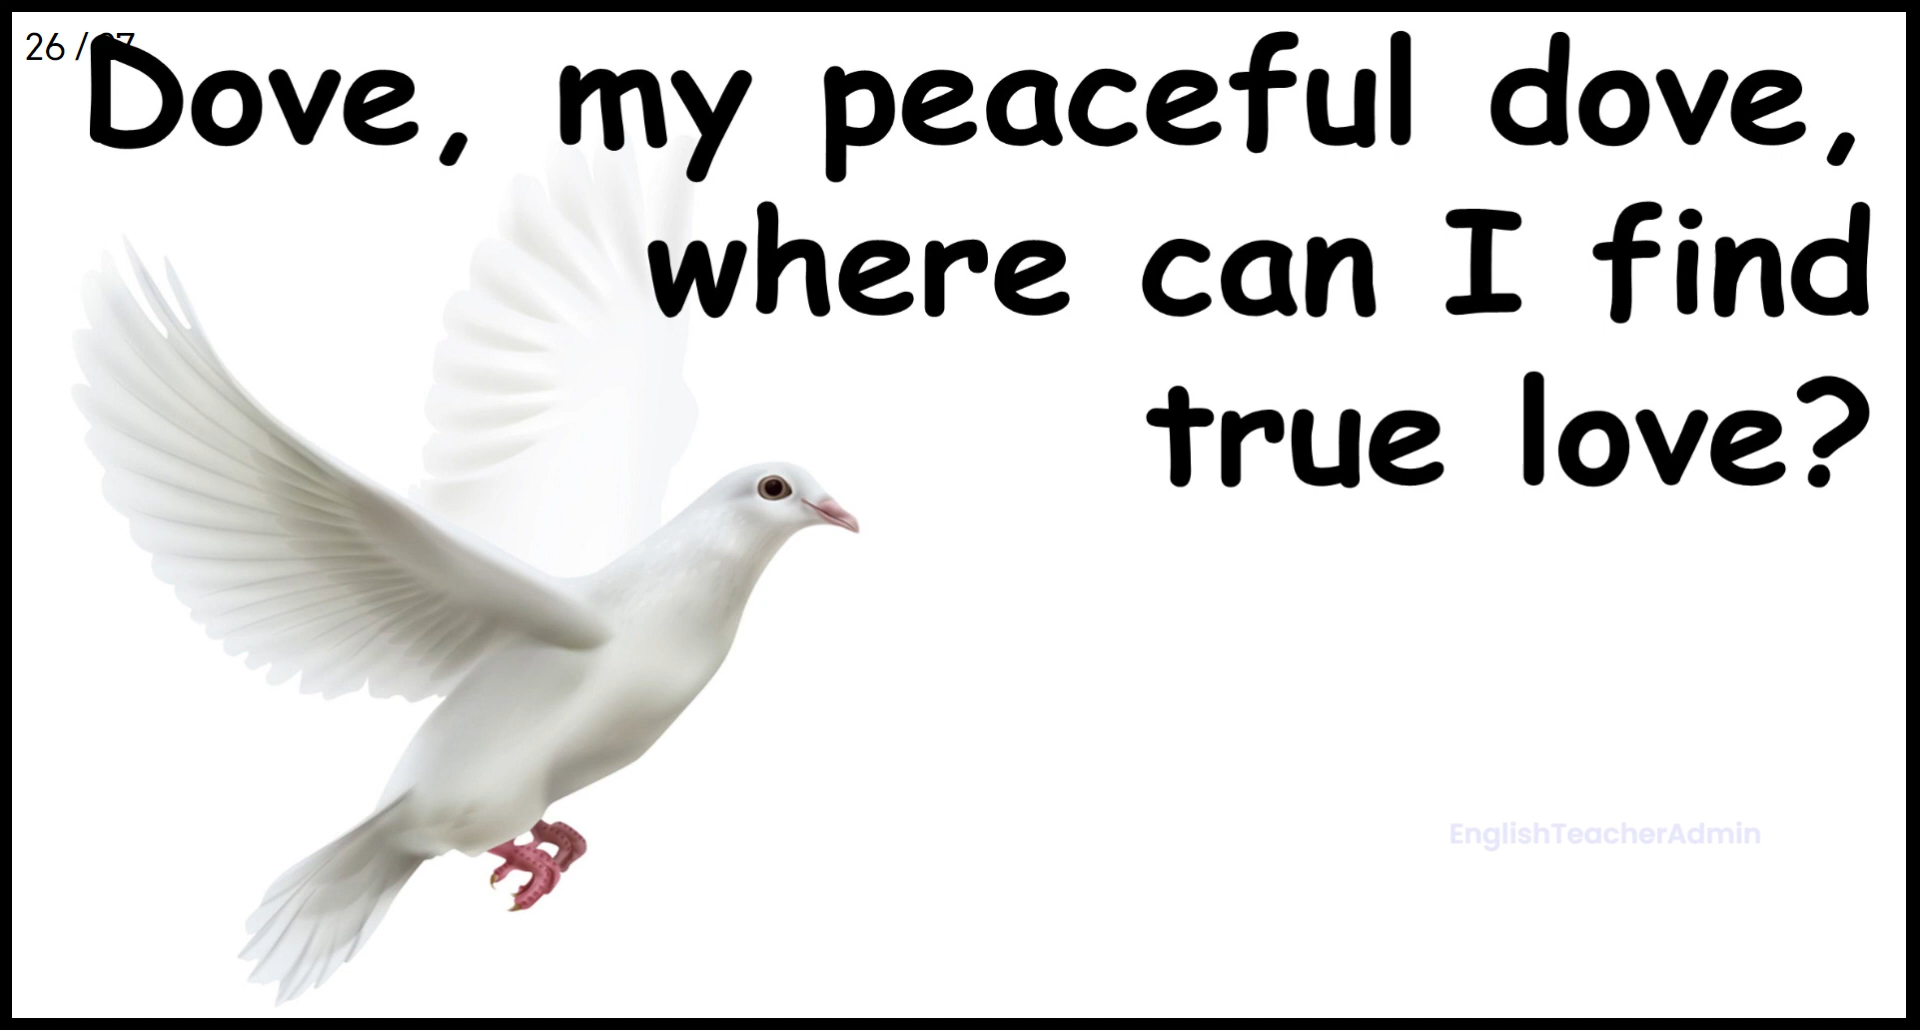 26 /
Dove, my peaceful dove,
where can I find
true love?
EnglishTeacherAdmin